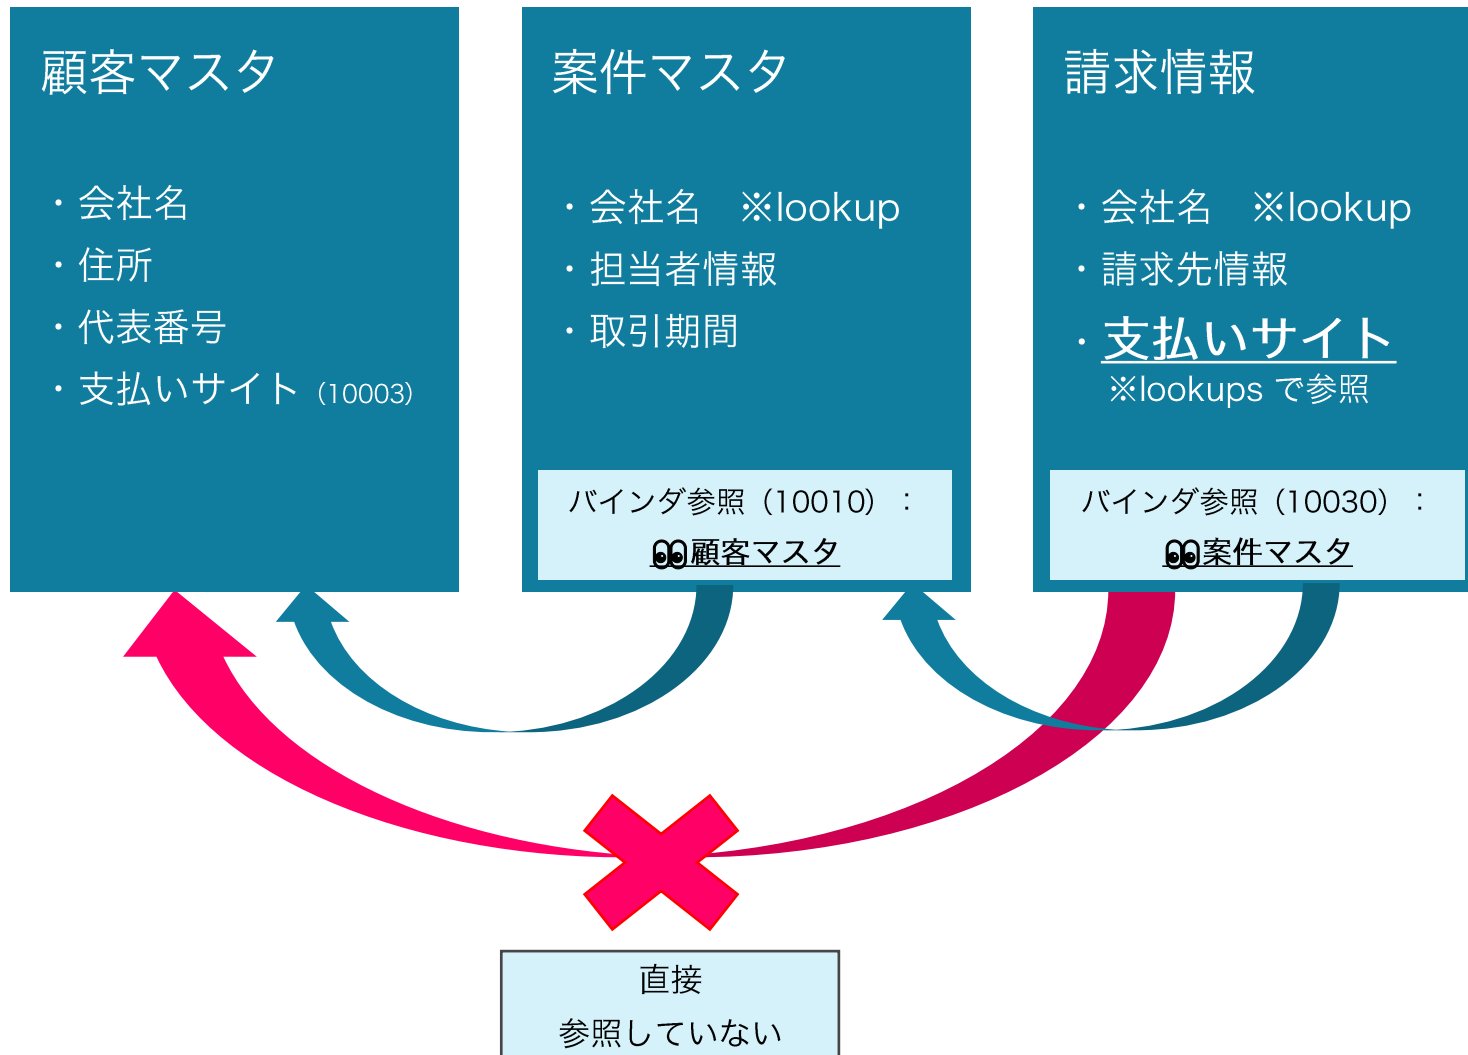 顧客マスタ
・会社名
・住所
・代表番号
・支払いサイト（10003）
案件マスタ
・会社名　※lookup
・担当者情報
・取引期間
バインダ参照（10010）：
👀顧客マスタ
請求情報
・会社名　※lookup
・請求先情報
・支払いサイト
※lookups で参照
バインダ参照（10030）：
👀案件マスタ
直接
参照していない